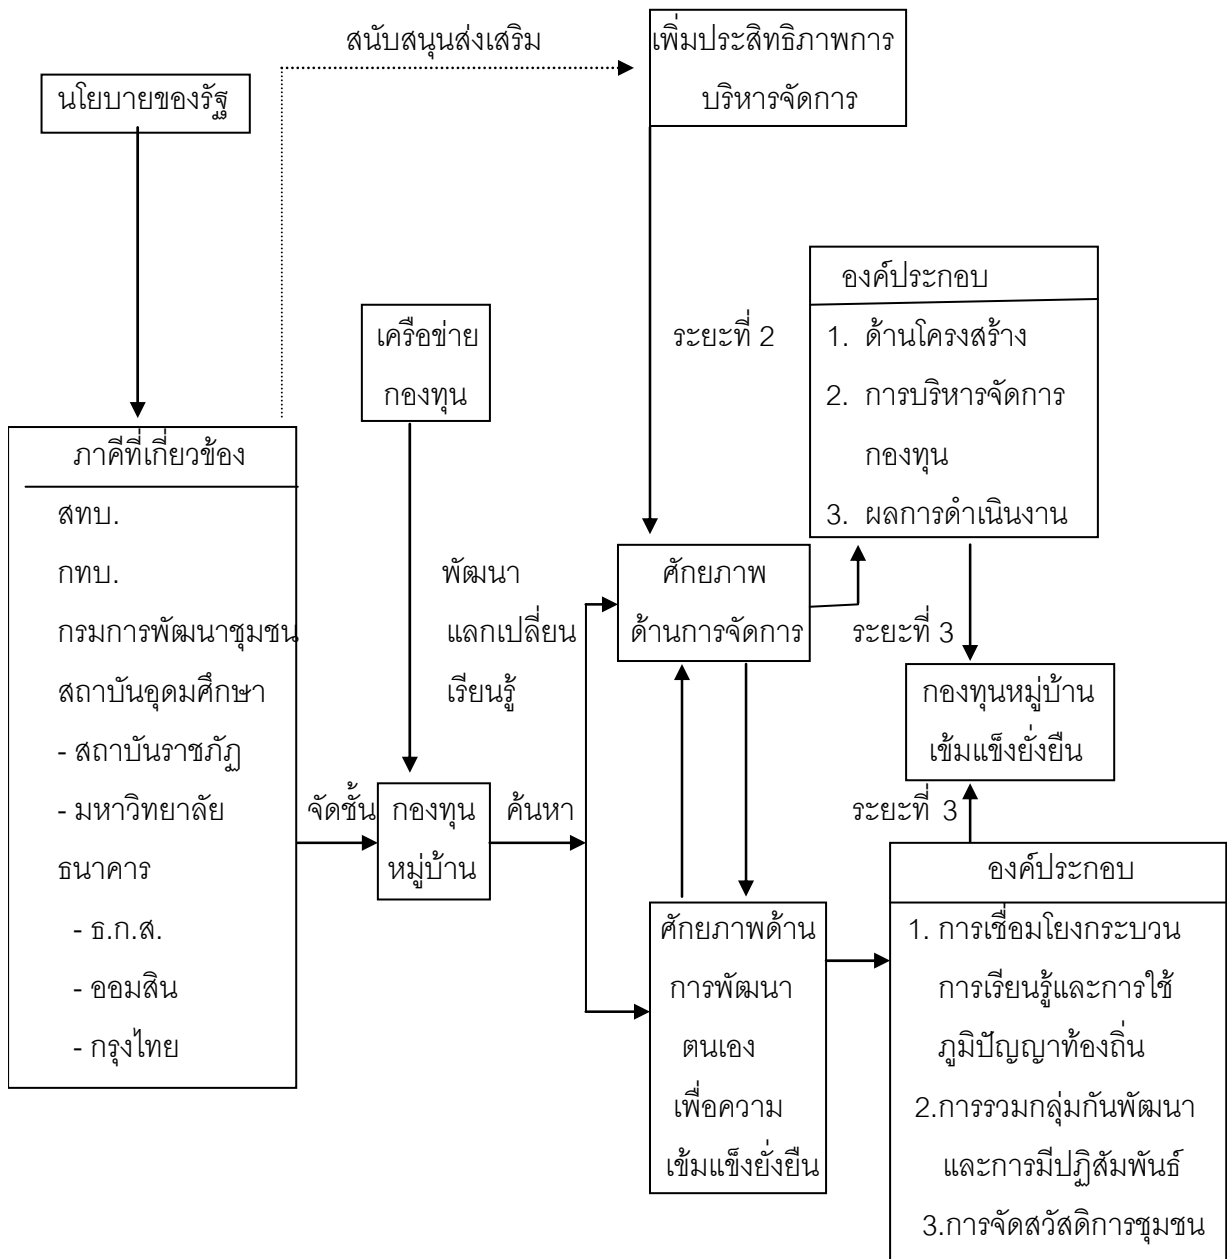 สนับสนุนส่งเสริม
เพิ่มประสิทธิภาพการ
บริหารจัดการ
นโยบายของรัฐ
องค์ประกอบ
1. ด้านโครงสร้าง
2. การบริหารจัดการ
กองทุน
3. ผลการดำเนินงาน
เครือข่าย
กองทุน
ระยะที่ 2
ภาคีที่เกี่ยวข้อง
สทบ.
กทบ.
กรมการพัฒนาชุมชน
สถาบันอุดมศึกษา
- สถาบันราชภัฏ
- มหาวิทยาลัย
ธนาคาร
- ธ.ก.ส.
- ออมสิน
- กรุงไทย
พัฒนา
แลกเปลี่ยน
เรียนรู้
ศักยภาพ
ด้านการจัดการ
ระยะที่ 3
กองทุนหมู่บ้าน
เข้มแข็งยั่งยืน
ระยะที่ 3
จัดชั้น
กองทุน
หมู่บ้าน
ค้นหา
ศักยภาพด้าน
การพัฒนา
ตนเอง
เพื่อความ
เข้มแข็งยั่งยืน
องค์ประกอบ
1. การเชื่อมโยงกระบวน
การเรียนรู้และการใช้
ภูมิปัญญาท้องถิ่น
2.การรวมกลุ่มกันพัฒนา
และการมีปฏิสัมพันธ์
3.การจัดสวัสดิการชุมชน